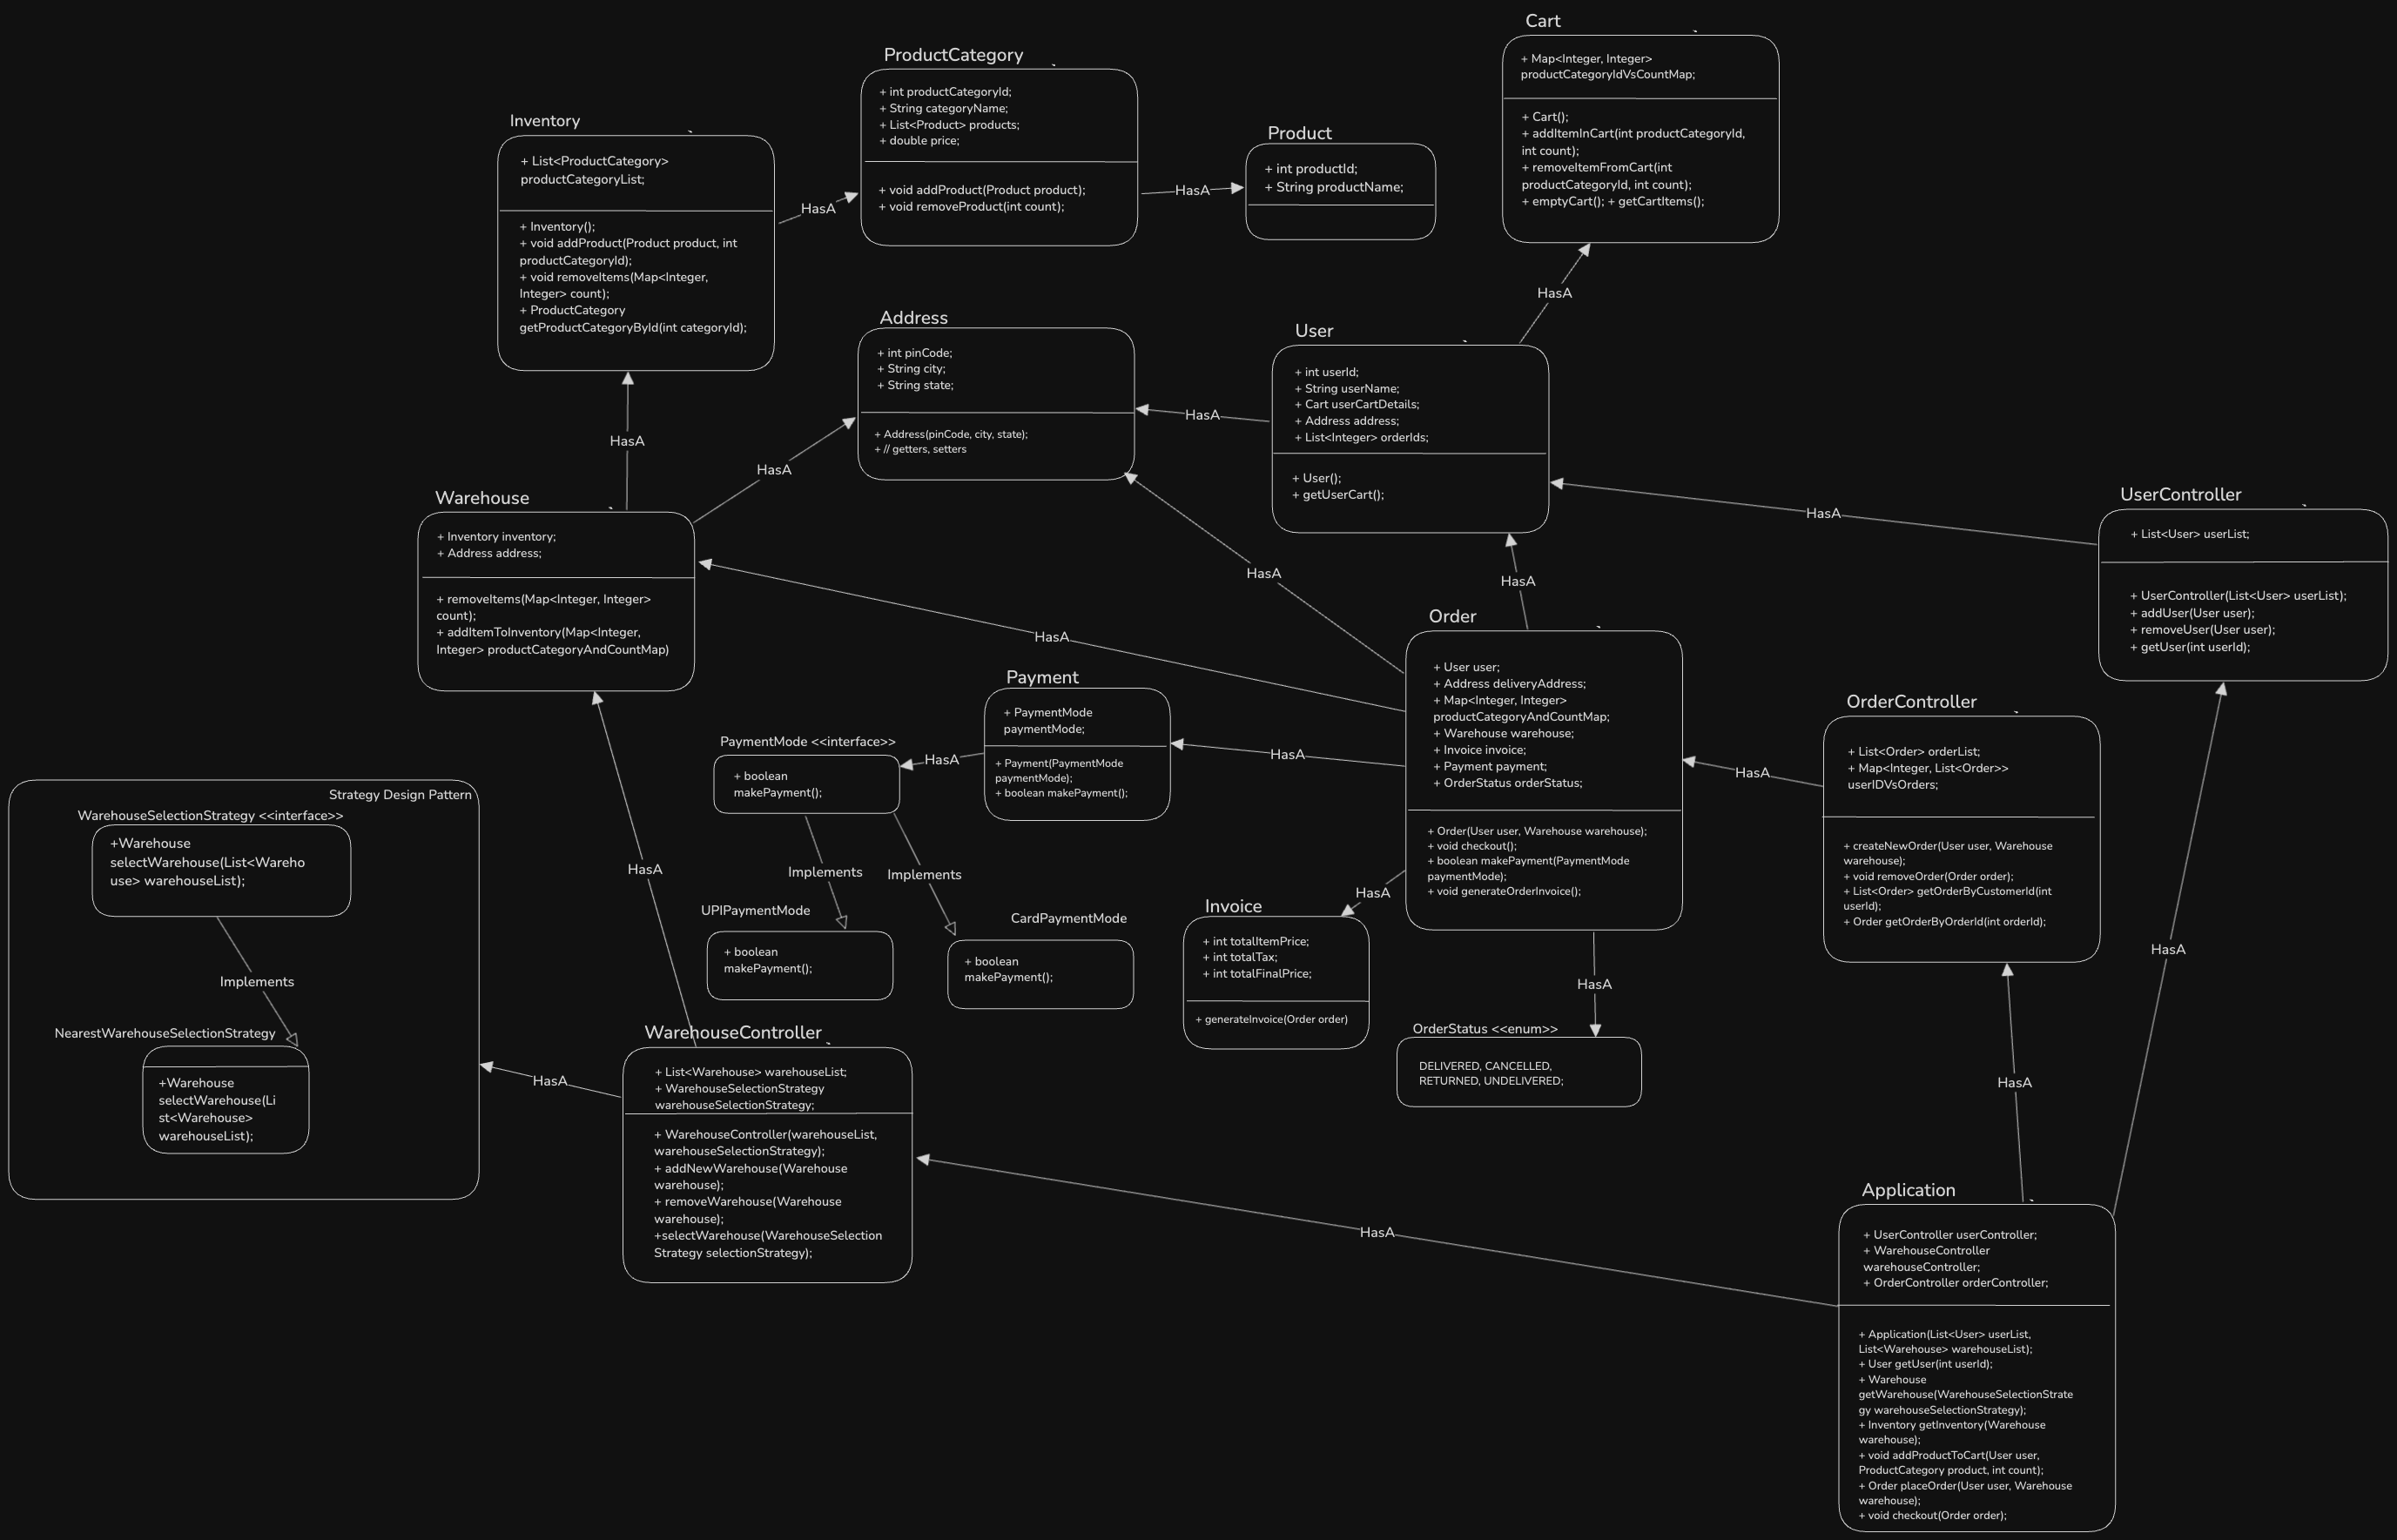 Cart
+ Map<Integer, Integer>
productCategoryIdVsCountMap;
+ Cart();
+ addItemInCart(int productCategoryId,
int count);
+ removeItemFromCart(int
productCategoryId, int count);
+ emptyCart(); + getCartItems();
ProductCategory
+ int productCategoryId;
+ String categoryName;
+ List<Product> products;
+ double price;
+ void addProduct(Product product);
+ void removeProduct(int count);
Inventory
+ List<ProductCategory>
productCategoryList;
+ Inventory();
+ void addProduct(Product product, int
productCategoryId);
+ void removeItems(Map<Integer,
Integer> count);
+ ProductCategory
getProductCategoryById(int categoryId);
HasA
Product
+ int productId;
+ String productName;
HasA
HasA
Address
+ int pinCode;
+ String city;
+ String state;
+ Address(pinCode, city, state);
+ // getters, setters
User
+ int userId;
+ String userName;
+ Cart userCartDetails;
+ Address address;
+ List<Integer> orderIds;
+ User();
+ getUserCart();
HasA
HasA
HasA
Warehouse
+ Inventory inventory;
+ Address address;
+ removeItems(Map<Integer, Integer>
count);
+ addItemToInventory(Map<Integer,
Integer> productCategoryAndCountMap)
HasA
HasA
HasA
HasA
UserController
+ List<User> userList;
+ UserController(List<User> userList);
+ addUser(User user);
+ removeUser(User user);
+ getUser(int userId);
Order
+ User user;
+ Address deliveryAddress;
+ Map<Integer, Integer>
productCategoryAndCountMap;
+ Warehouse warehouse;
+ Invoice invoice;
+ Payment payment;
+ OrderStatus orderStatus;
+ Order(User user, Warehouse warehouse);
+ void checkout();
+ boolean makePayment(PaymentMode
paymentMode);
+ void generateOrderInvoice();
Payment
+ PaymentMode
paymentMode;
+ Payment(PaymentMode
paymentMode);
+ boolean makePayment();
HasA
HasA
PaymentMode <<interface>>
+ boolean
makePayment();
OrderController
+ List<Order> orderList;
+ Map<Integer, List<Order>>
userIDVsOrders;
+ createNewOrder(User user, Warehouse
warehouse);
+ void removeOrder(Order order);
+ List<Order> getOrderByCustomerId(int
userId);
+ Order getOrderByOrderId(int orderId);
HasA
Strategy Design Pattern
WarehouseSelectionStrategy <<interface>>
+Warehouse
selectWarehouse(List<Wareho
use> warehouseList);
Implements
NearestWarehouseSelectionStrategy
+Warehouse
selectWarehouse(Li
st<Warehouse>
warehouseList);
HasA
HasA
Implements
Implements
UPIPaymentMode
+ boolean
makePayment();
CardPaymentMode
+ boolean
makePayment();
HasA
Invoice
+ int totalItemPrice;
+ int totalTax;
+ int totalFinalPrice;
+ generateInvoice(Order order)
HasA
OrderStatus <<enum>>
DELIVERED, CANCELLED,
RETURNED, UNDELIVERED;
HasA
HasA
WarehouseController
+ List<Warehouse> warehouseList;
+ WarehouseSelectionStrategy
warehouseSelectionStrategy;
+ WarehouseController(warehouseList,
warehouseSelectionStrategy);
+ addNewWarehouse(Warehouse
warehouse);
+ removeWarehouse(Warehouse
warehouse);
+selectWarehouse(WarehouseSelection
Strategy selectionStrategy);
HasA
Application
+ UserController userController;
+ WarehouseController
warehouseController;
+ OrderController orderController;
+ Application(List<User> userList,
List<Warehouse> warehouseList);
+ User getUser(int userId);
+ Warehouse
getWarehouse(WarehouseSelectionStrate
gy warehouseSelectionStrategy);
+ Inventory getInventory(Warehouse
warehouse);
+ void addProductToCart(User user,
ProductCategory product, int count);
+ Order placeOrder(User user, Warehouse
warehouse);
+ void checkout(Order order);